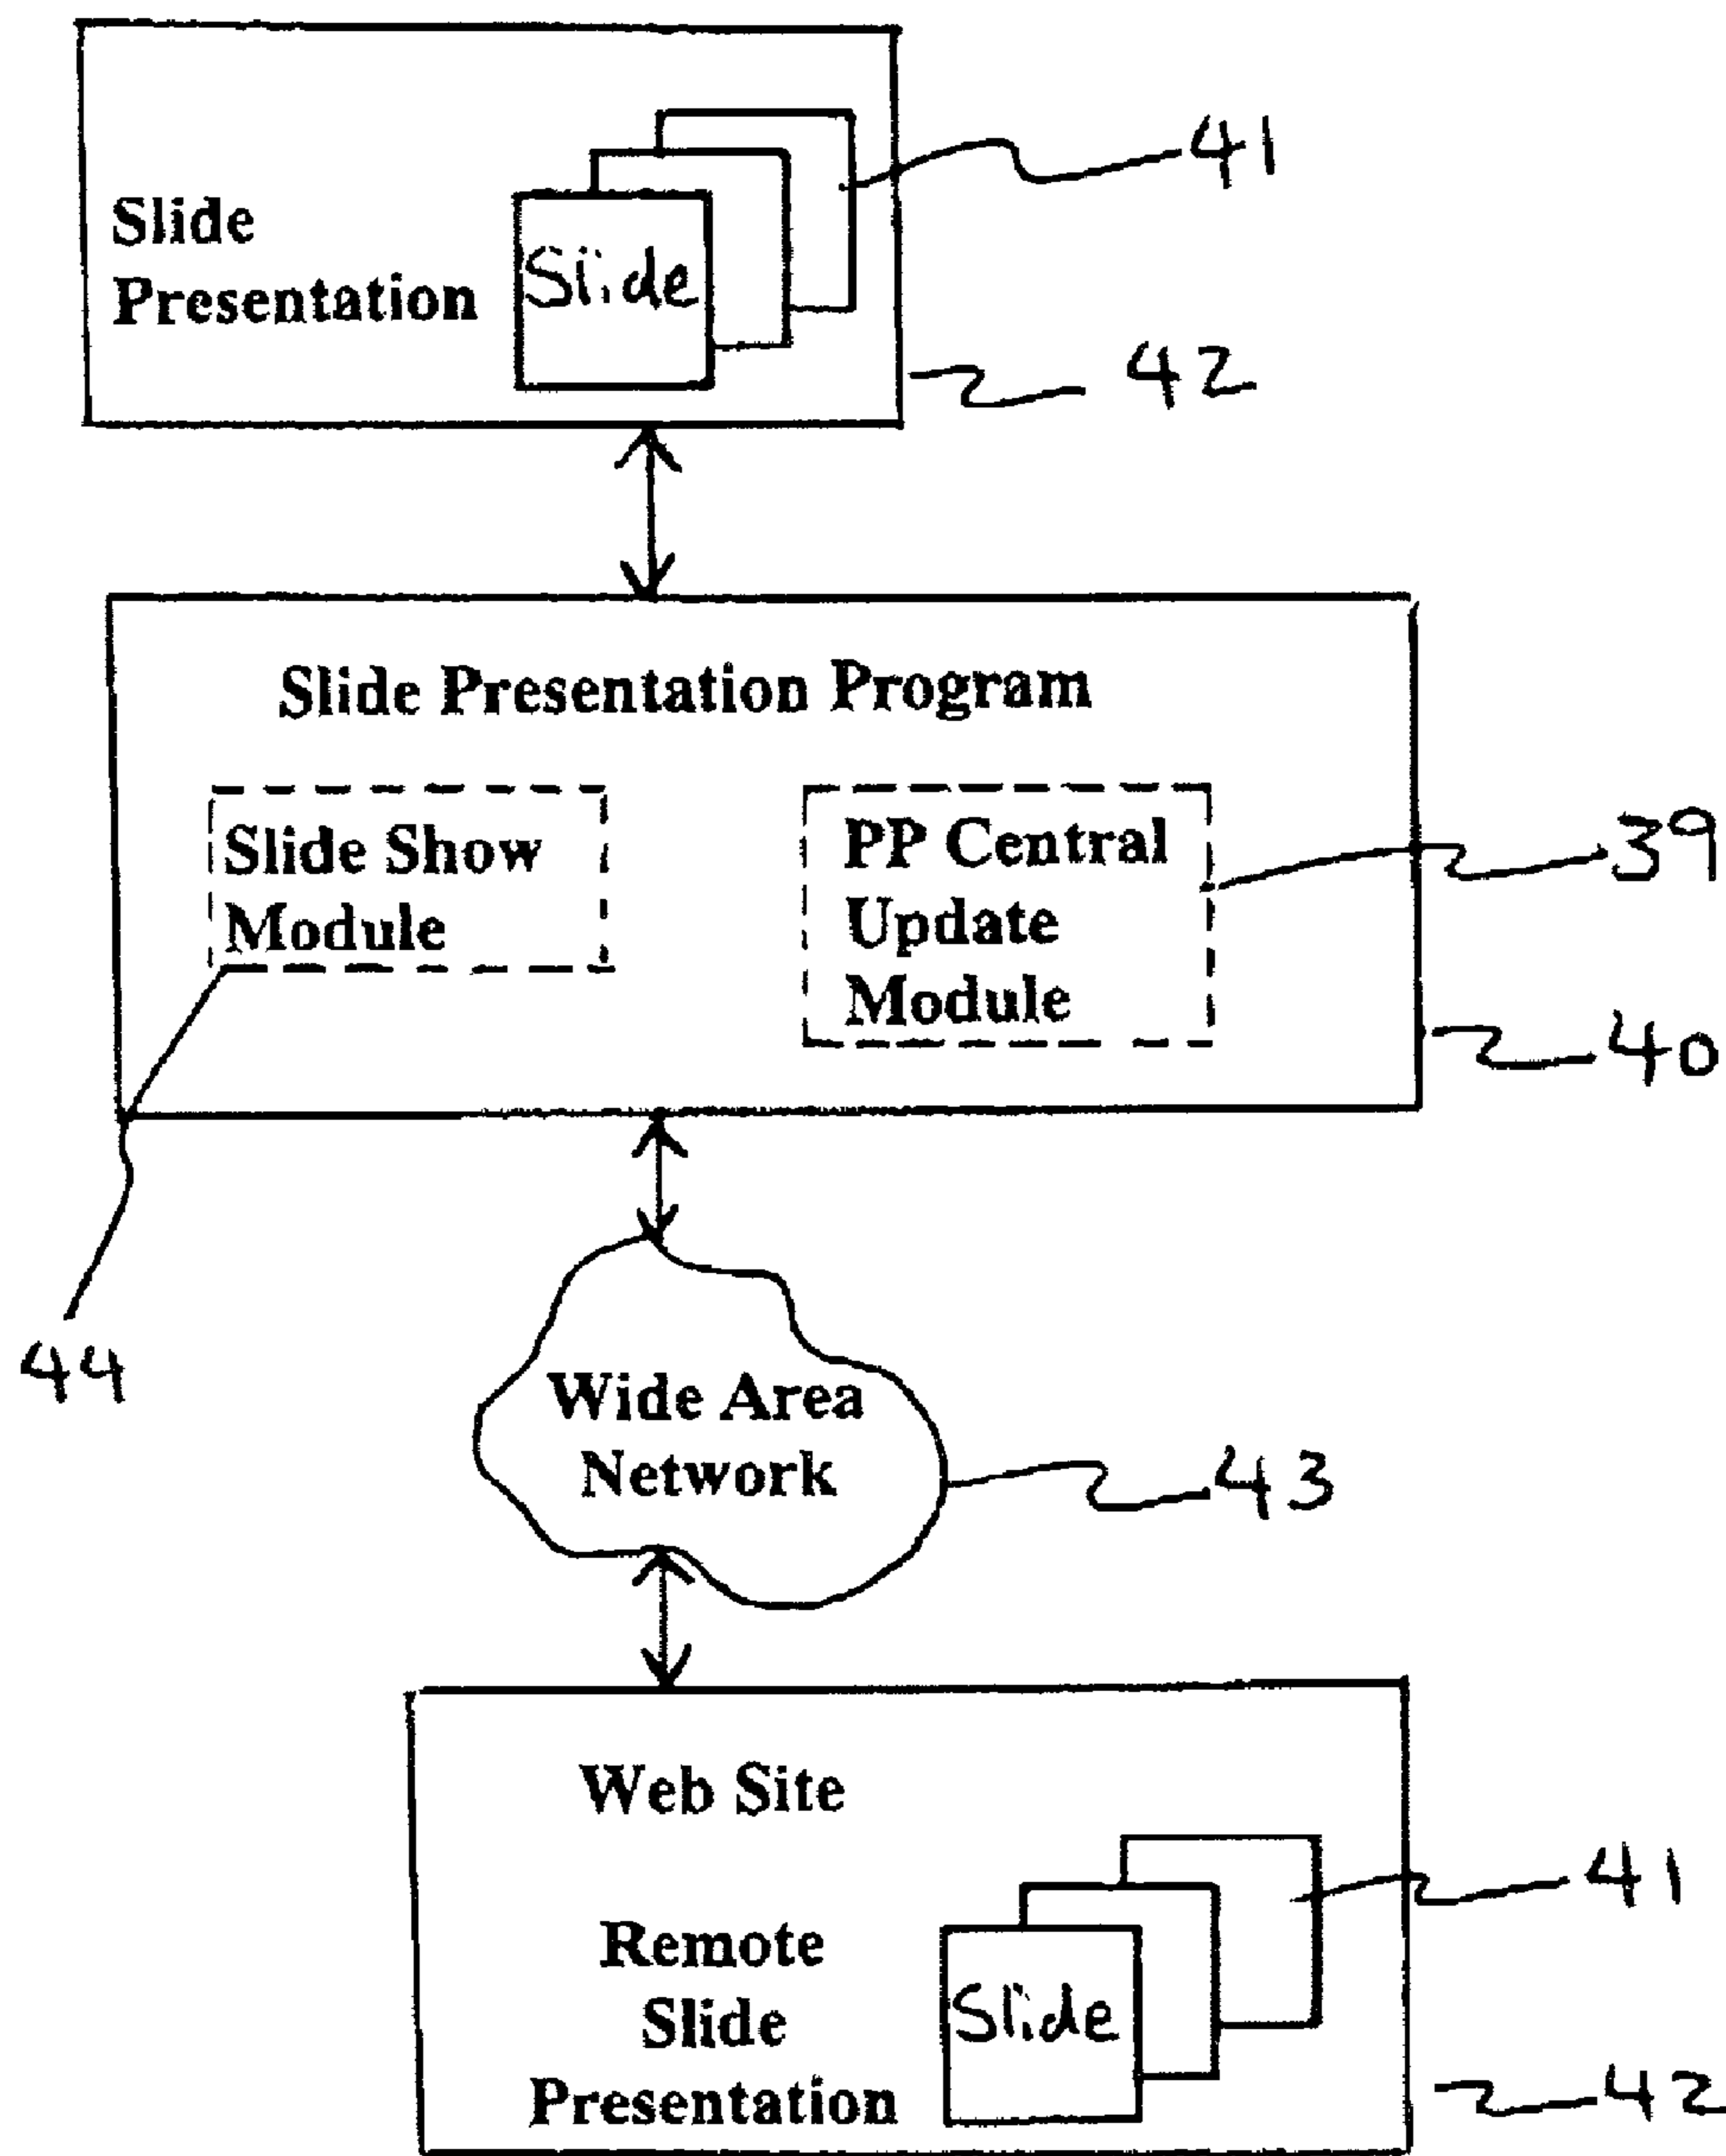 41
Slide
Presentation
Slide
42
Slide Presentation Program
Slide Show
Module
PP Central
Update
Module
39
40
44
Wide Area
Network
43
Web Site
41
Remote
Slide
Presentation
Slide
42